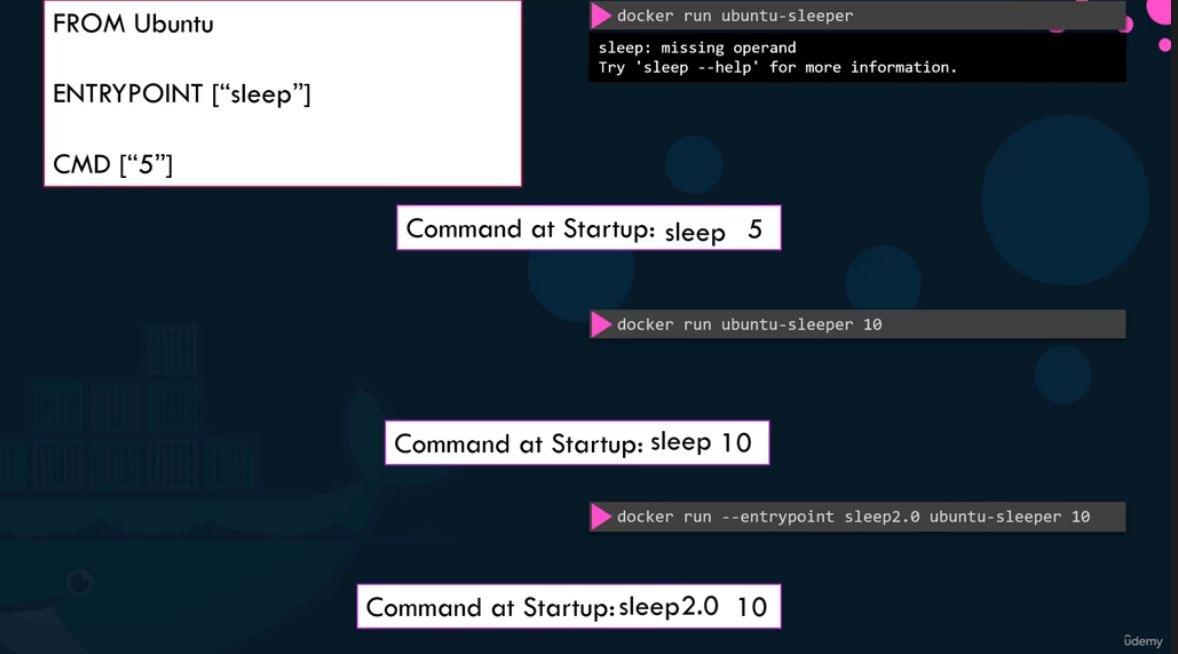 FROM Ubuntu
ENTRYPOINT [“sleep”]
CMD [“5”]
docker run ubuntu-sleeper
sleep: missing operand
Try 'sleep --help' for more information.
Command at Startup: sleep 5
docker run ubuntu-sleeper 10
Command at Startup: sleep 10
docker run --entrypoint sleep2.0 ubuntu-sleeper 10
Command at Startup: sleep2.0 10
ûdemy